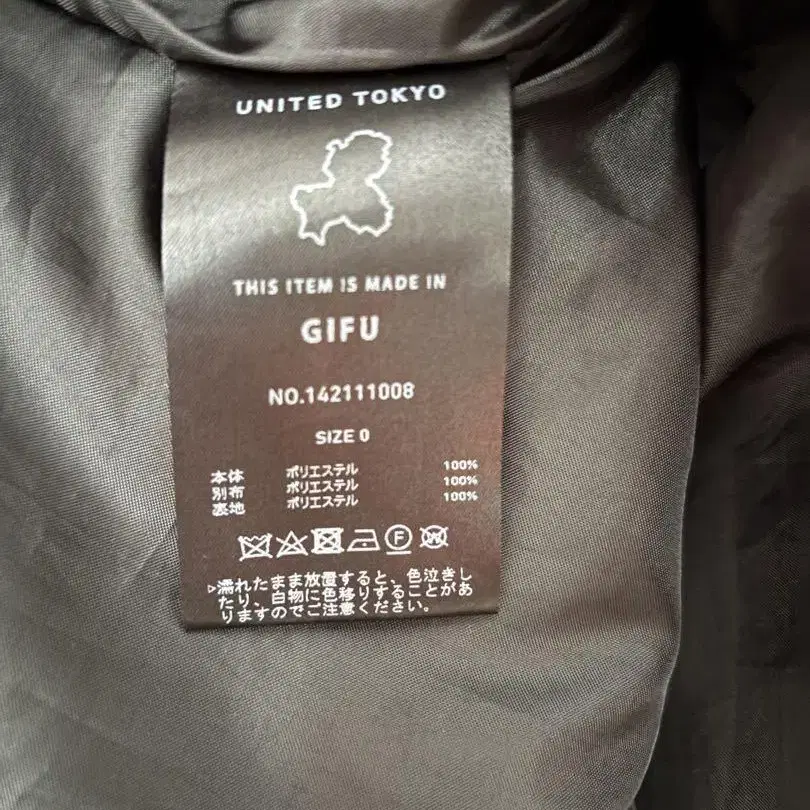 UNITED TOKYO
THIS ITEM IS MADE IN
GIFU
NO.142111008
SIZE 0
本体 ポリエステル 100%
別布 ポリエステル 100%
裏地 ポリエステル 100%
F W
▷濡れたまま放置すると、色泣きし
たり、白物に色移りすることがあ
りますのでご注意ください。